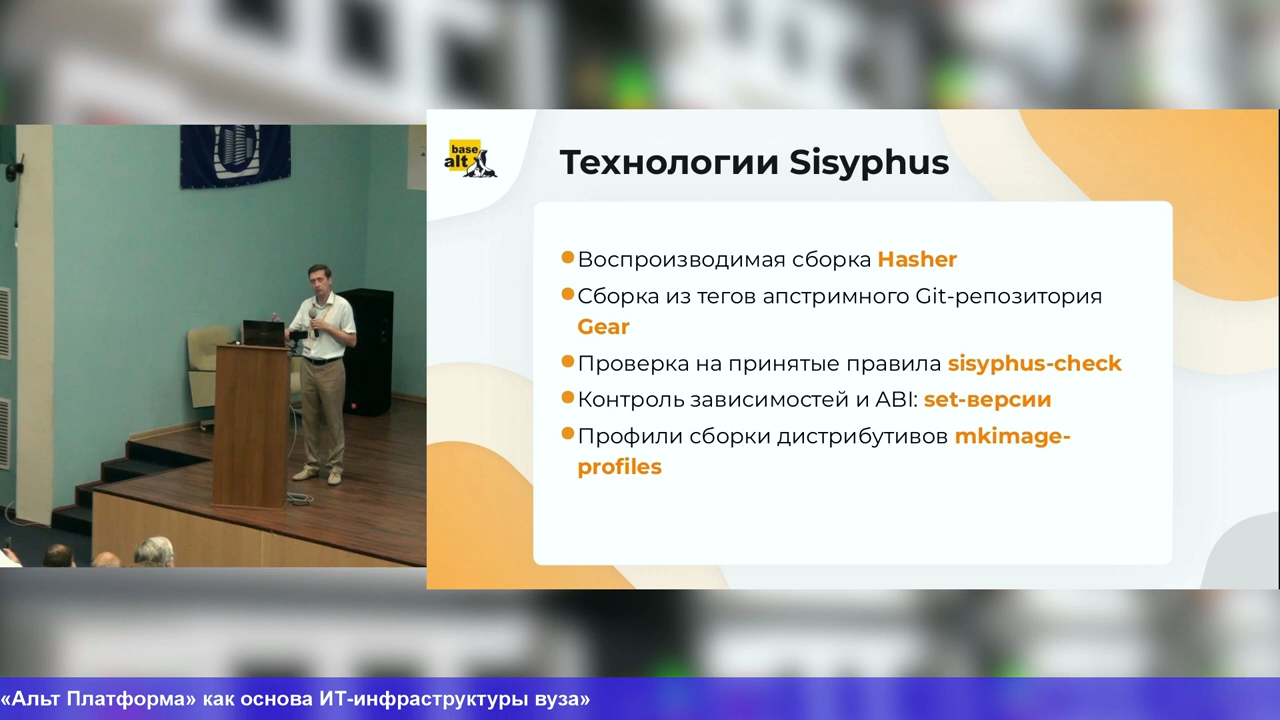 base
alt
Технологии Sisyphus
Воспроизводимая сборка Hasher
Сборка из тегов апстримного Git-репозитория
Gear
Проверка на принятые правила sisyphus-check
Контроль зависимостей и ABI: set-версии
Профили сборки дистрибутивов mkimage-
profiles
«Альт Платформа» как основа ИТ-инфраструктуры вуза»